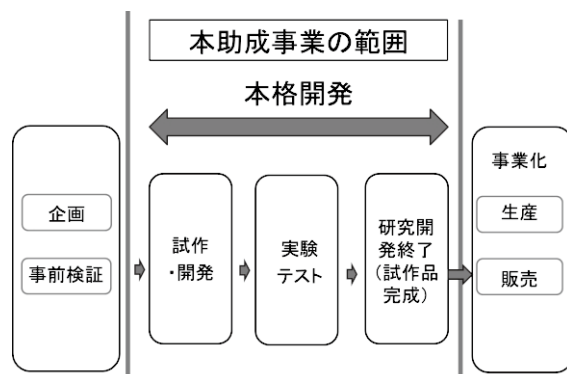 本助成事業の範囲
本格開発
企画
事前検証
試作
・開発
実験
テスト
研究開
発終了
(試作品
完成)
事業化
生産
販売